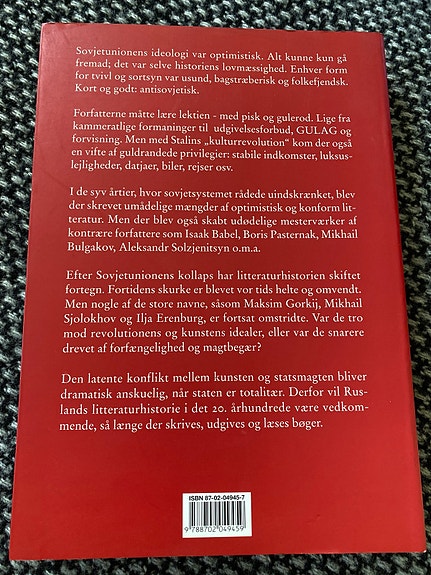 Sovjetunionens ideologi var optimistisk. Alt kunne kun gå
fremad; det var selve historiens lovmæssighed. Enhver form
for tvivl og sortsyn var usund, bagstræberisk og folkefjendsk.
Kort og godt: antisovjetisk.
Forfatterne måtte lære lektien - med pisk og gulerod. Lige fra
kammeratlige formaninger til udgivelsesforbud, GULAG og
forvisning. Men med Stalins „kulturrevolution“ kom der også
en vifte af guldrandede privilegier: stabile indkomster, luksus-
lejligheder, datjaer, biler, rejser osv.
I de syv årtier, hvor sovjetsystemet rådede uindskrænket, blev
der skrevet umådelige mængder af optimistisk og konform lit-
teratur. Men der blev også skabt udødelige mesterværker af
kontrære forfattere som Isaak Babel, Boris Pasternak, Mikhail
Bulgakov, Aleksandr Solzjenitsyn o.m.a.
Efter Sovjetunionens kollaps har litteraturhistorien skiftet
fortegn. Fortidens skurke er blevet vor tids helte og omvendt.
Men nogle af de store navne, såsom Maksim Gorkij, Mikhail
Sjolokhov og Ilja Erenburg, er fortsat omstridte. Var de tro
mod revolutionens og kunstens idealer, eller var de snarere
drevet af forfængelighed og magtbegær?
Den latente konflikt mellem kunsten og statsmagten bliver
dramatisk anskuelig, når staten er totalitær. Derfor vil Rus-
lands litteraturhistorie i det 20. århundrede være vedkom-
mende, så længe der skrives, udgives og læses bøger.
ISBN 87-02-04945-7
9 788702 049459